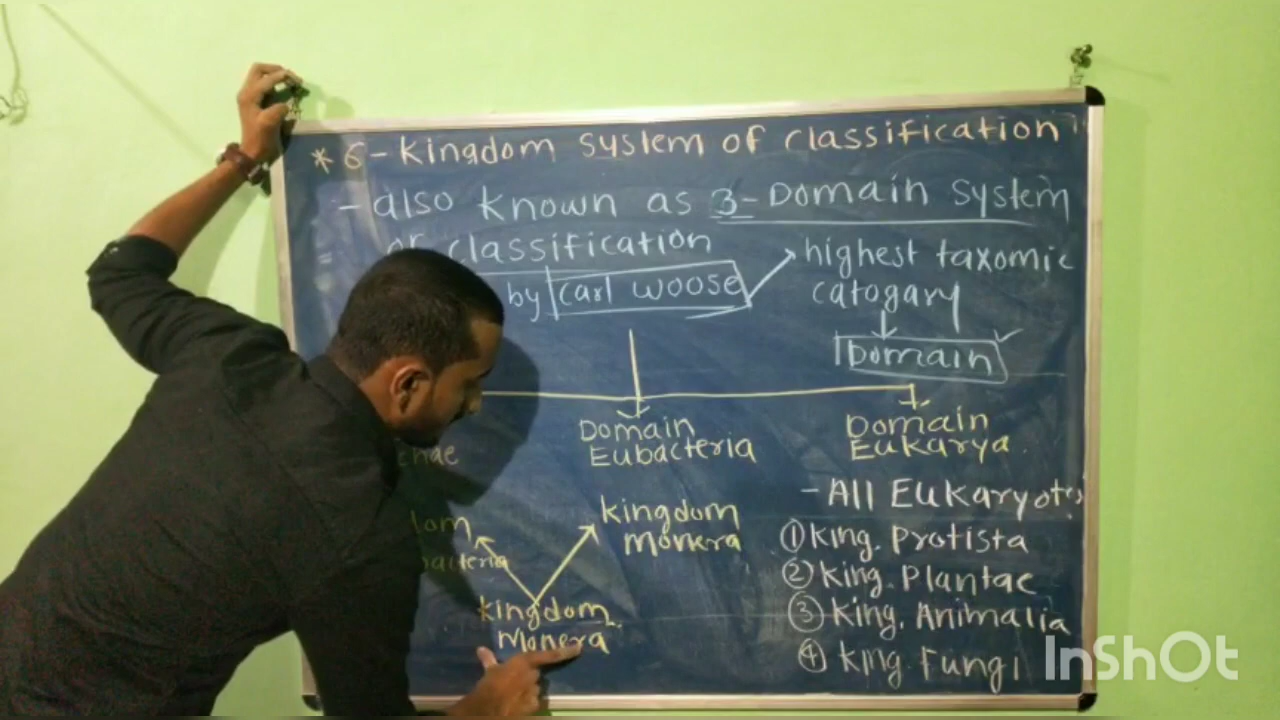 * 6 - Kingdom System of classification
- also known as 3 - Domain System
of classification
by Carl woose
highest taxomic
catogary
Domain
Domain
Eubacteria
Domain
Eukarya.
- All Eukaryotes
kingdom
monera
① King. Protista
② King. Plantae
③ King. Animalia
④ King. Fungi
kingdom
Monera
InShOt